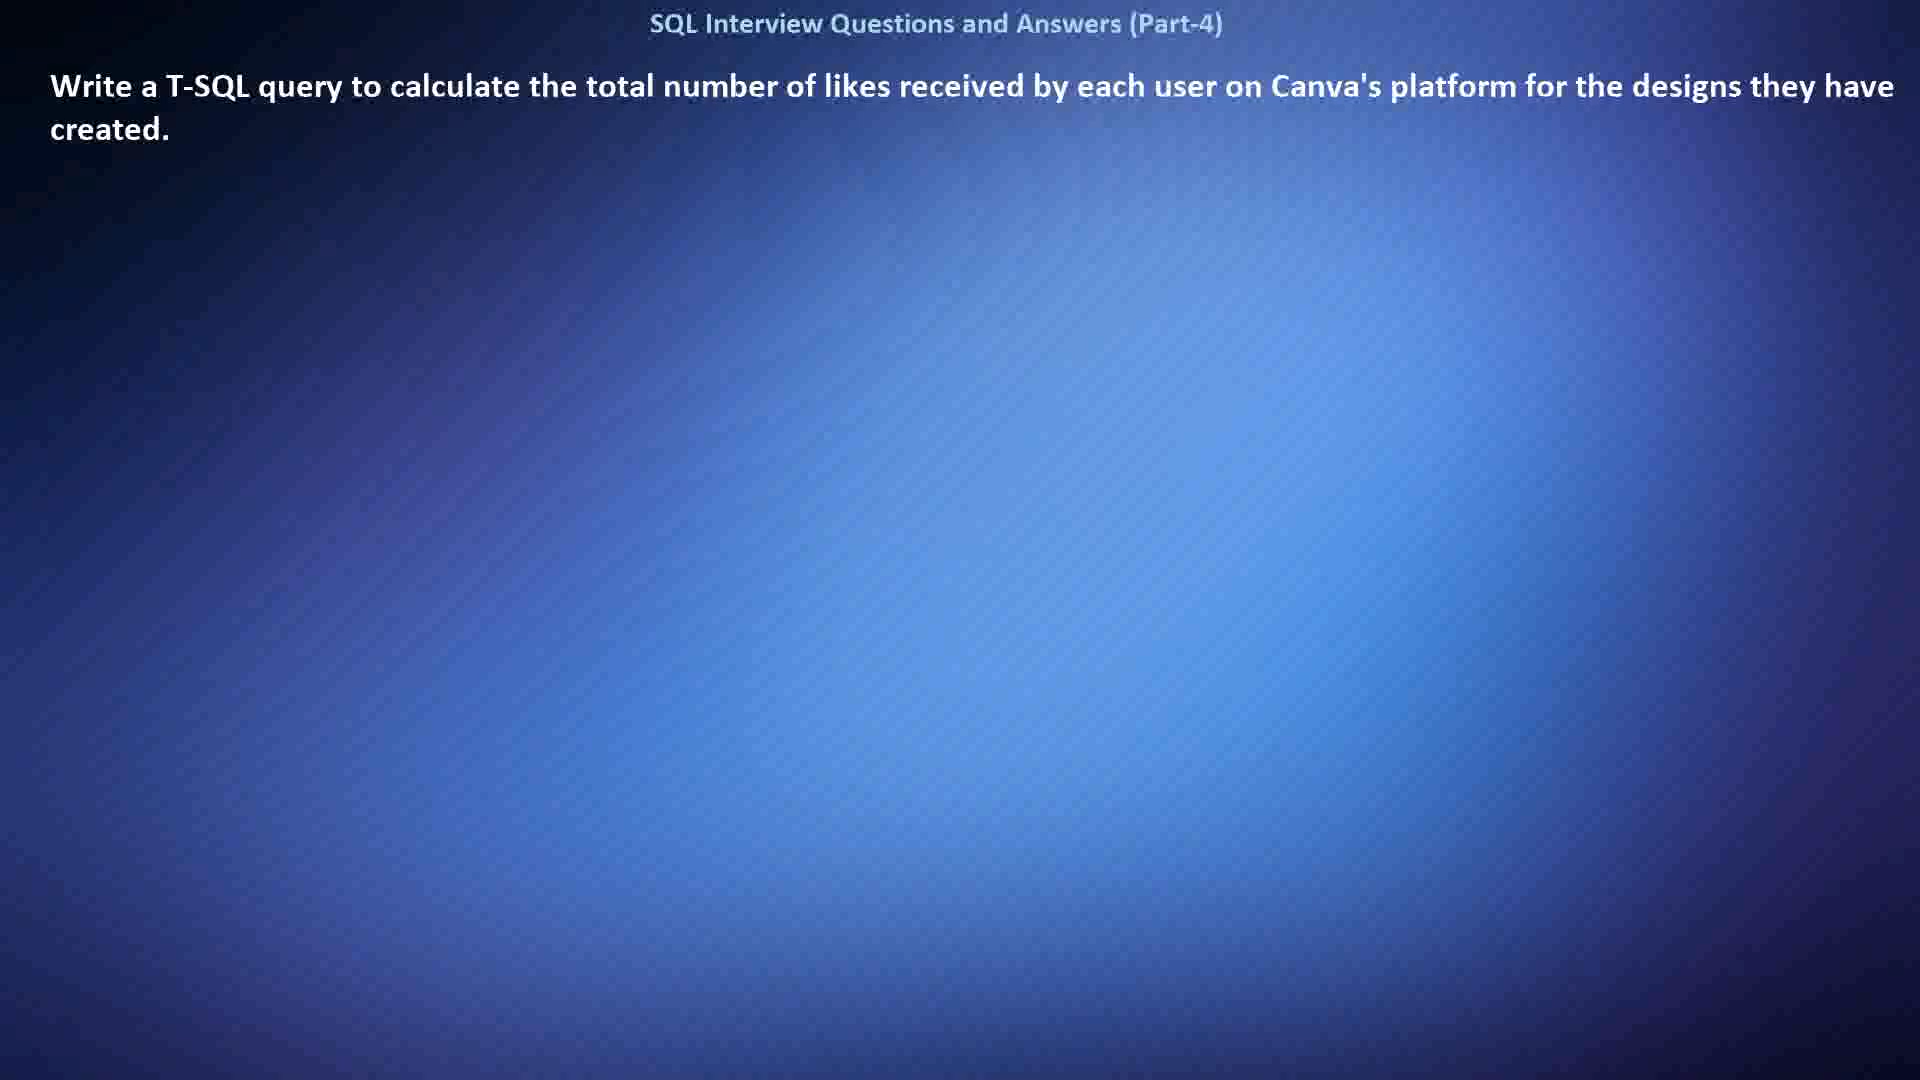 SQL Interview Questions and Answers (Part-4)
Write a T-SQL query to calculate the total number of likes received by each user on Canva's platform for the designs they have
created.